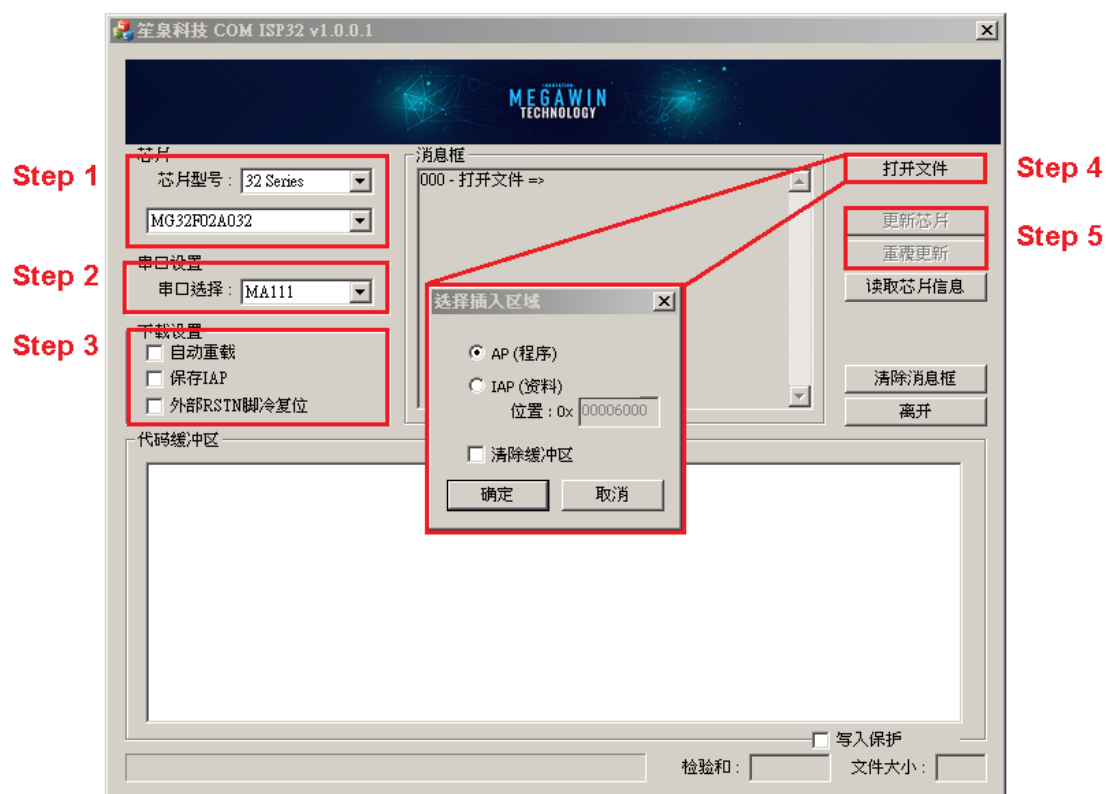 笙泉科技 COM ISP32 v1.0.0.1
MEGAWIN
TECHNOLOGY
Step 1
芯片
芯片型号：32 Series
MG32F02A032
Step 2
串口设置
串口选择：MA111
Step 3
下载设置
自动重载
保存IAP
外部RSTN脚冷复位
消息框
000 - 打开文件 =>
选择插入区域
AP (程序)
IAP (资料)
位置：0x 00006000
清除缓冲区
确定 取消
打开文件
Step 4
更新芯片
重覆更新
Step 5
读取芯片信息
清除消息框
离开
代码缓冲区
写入保护
检验和： 文件大小：